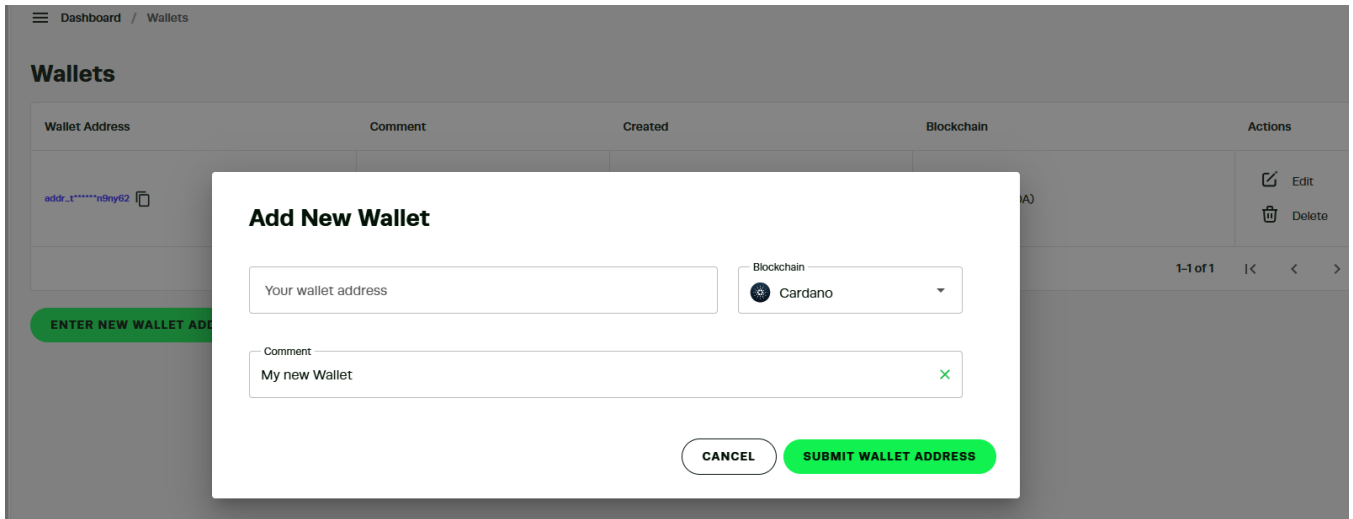 Dashboard / Wallets
Wallets
Wallet Address Comment Created Blockchain Actions
addr_t******n9ny62 DA) Edit
Delete
1-1 of 1
ENTER NEW WALLET ADD
Add New Wallet
Blockchain
Your wallet address Cardano
Comment
My new Wallet
CANCEL SUBMIT WALLET ADDRESS